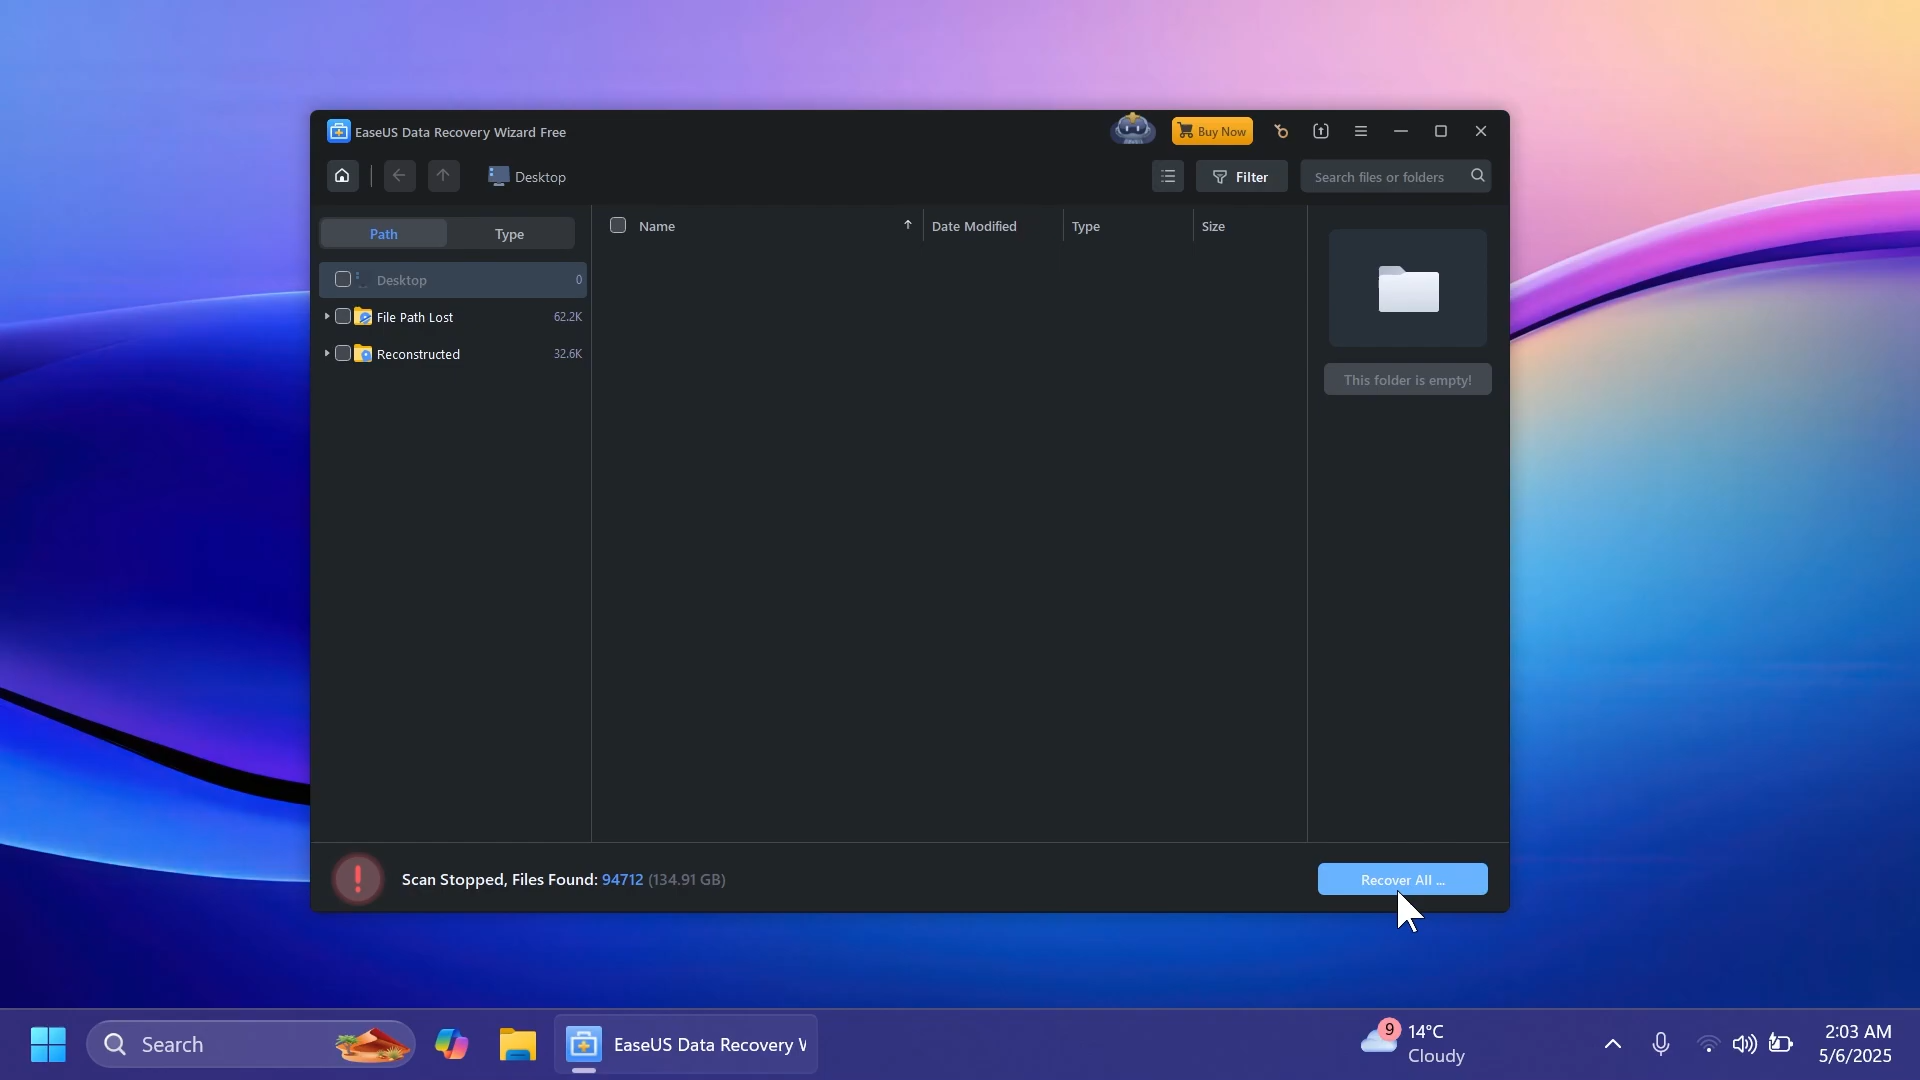 EaseUS Data Recovery Wizard Free
Buy Now
Desktop
Filter
Search files or folders
Path
Type
Name
Date Modified
Type
Size
Desktop
0
File Path Lost
62.2K
Reconstructed
32.6K
This folder is empty!
Scan Stopped, Files Found: 94712 (134.91 GB)
Recover All ...
Search
EaseUS Data Recovery
9
14°C
Cloudy
2:03 AM
5/6/2025